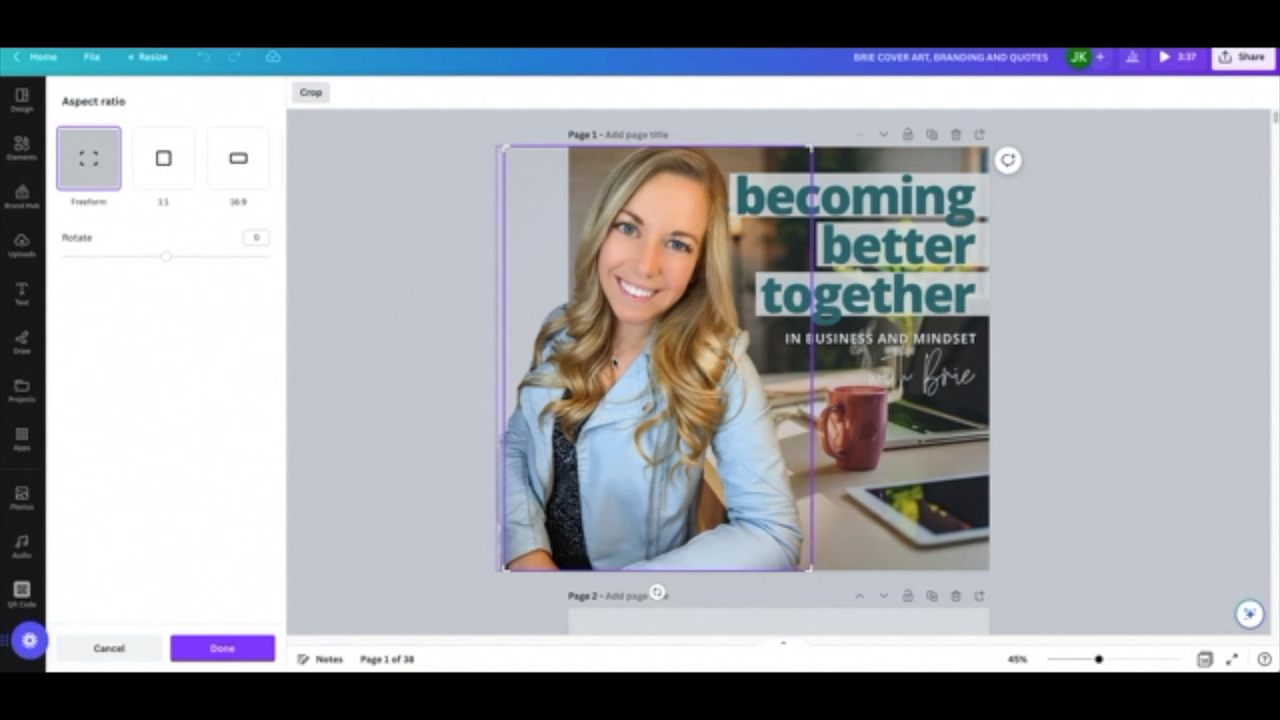 Home File Resize BRIE COVER ART, BRANDING AND QUOTES JK + 3:37 Share
Design
Elements
Brand Hub
Uploads
Text
Draw
Projects
Apps
Photos
Audio
QR Code
Aspect ratio
Freeform 1:1 16:9
Rotate 0
Cancel Done
Crop
Page 1 - Add page title
becoming
better
together
IN BUSINESS AND MINDSET
with Brie
Page 2 - Add page
Notes Page 1 of 38 45%